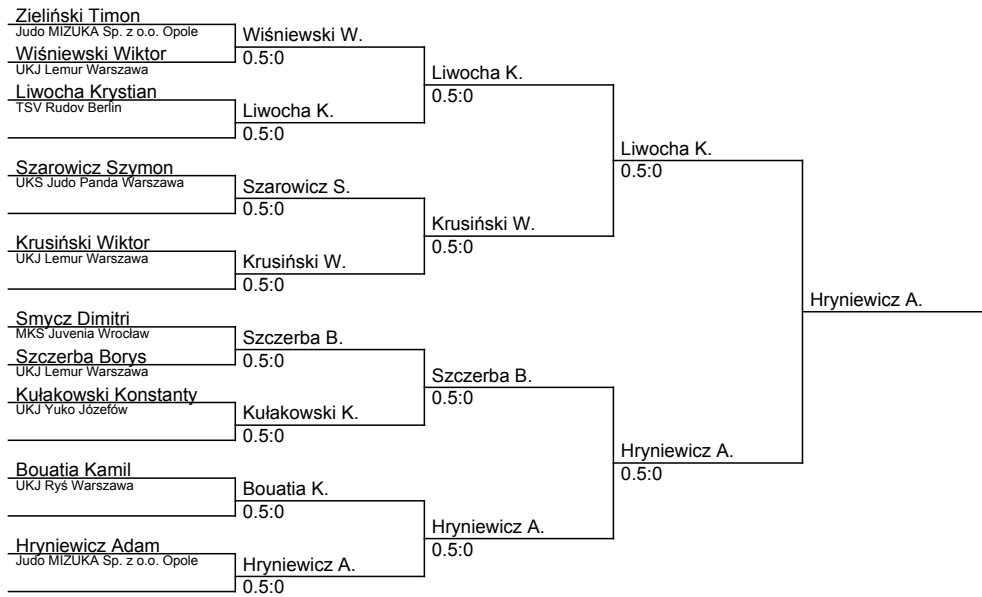 Zieliński Timon
Judo MIZUKA Sp. z o.o. Opole
Wiśniewski Wiktor
UKJ Lemur Warszawa
Liwocha Krystian
TSV Rudov Berlin
Szarowicz Szymon
UKS Judo Panda Warszawa
Krusiński Wiktor
UKJ Lemur Warszawa
Smycz Dimitri
MKS Juvenia Wrocław
Szczerba Borys
UKJ Lemur Warszawa
Kułakowski Konstanty
UKJ Yuko Józefów
Bouatia Kamil
UKJ Ryś Warszawa
Hryniewicz Adam
Judo MIZUKA Sp. z o.o. Opole
Wiśniewski W.
0.5:0
Liwocha K.
0.5:0
Szarowicz S.
0.5:0
Krusiński W.
0.5:0
Szczerba B.
0.5:0
Kułakowski K.
0.5:0
Bouatia K.
0.5:0
Hryniewicz A.
0.5:0
Liwocha K.
0.5:0
Krusiński W.
0.5:0
Szczerba B.
0.5:0
Hryniewicz A.
0.5:0
Liwocha K.
0.5:0
Hryniewicz A.
0.5:0
Hryniewicz A.